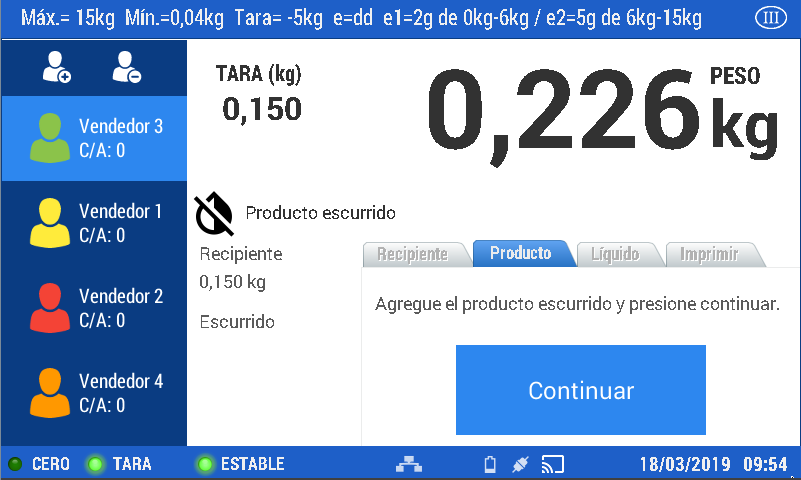 Máx.= 15kg Mín.=0,04kg Tara= -5kg e=dd e1=2g de 0kg-6kg / e2=5g de 6kg-15kg III
TARA (kg)
0,150
PESO
0,226 kg
Vendedor 3
C/A: 0
Vendedor 1
C/A: 0
Vendedor 2
C/A: 0
Vendedor 4
C/A: 0
Producto escurrido
Recipiente
0,150 kg
Escurrido
Recipiente Producto Líquido Imprimir
Agregue el producto escurrido y presione continuar.
Continuar
CERO TARA ESTABLE 18/03/2019 09:54